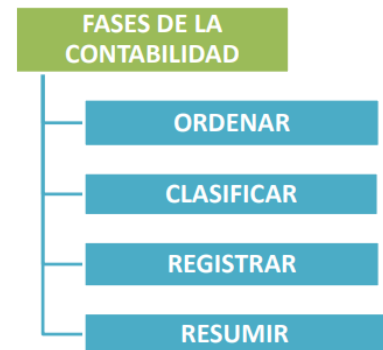 FASES DE LA
CONTABILIDAD
ORDENAR
CLASIFICAR
REGISTRAR
RESUMIR